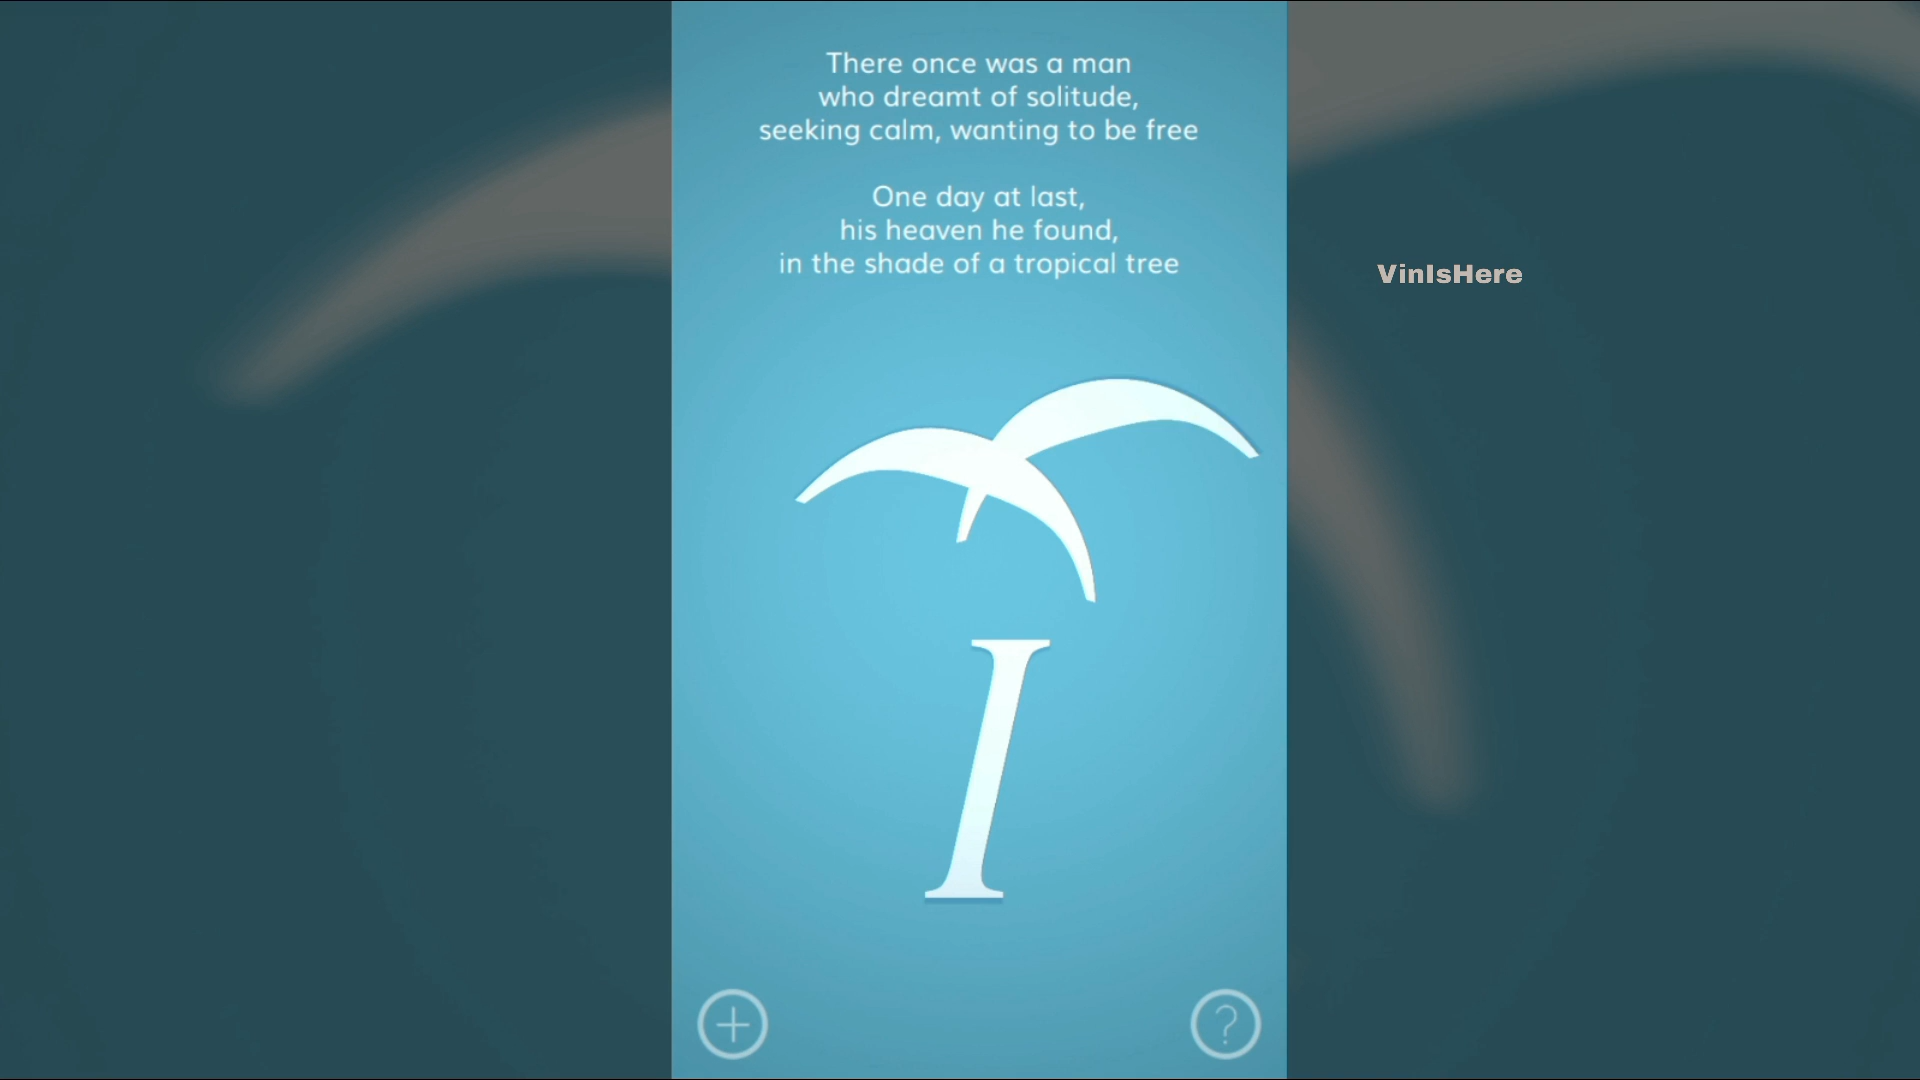 There once was a man
who dreamt of solitude,
seeking calm, wanting to be free
One day at last,
his heaven he found,
in the shade of a tropical tree
VinIsHere
I
+
?